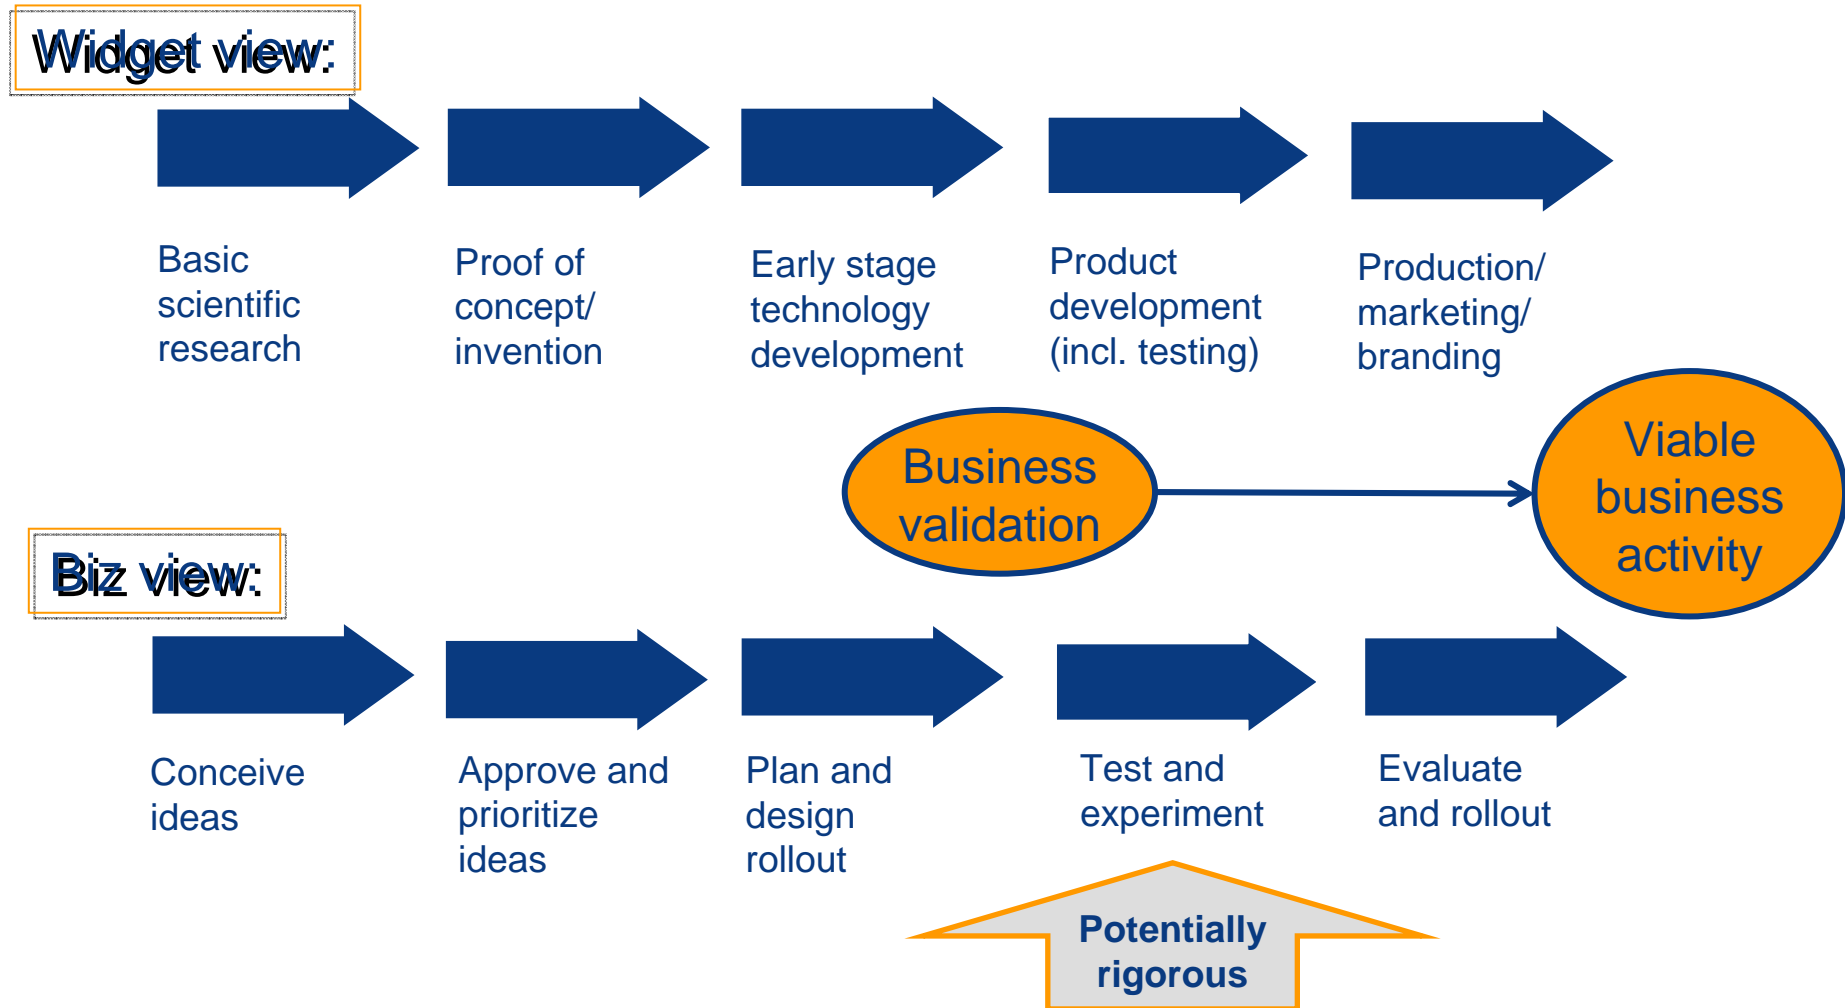 Widget view:
Basic
scientific
research
Proof of
concept/
invention
Early stage
technology
development
Product
development
(incl. testing)
Production/
marketing/
branding
Business
validation
Viable
business
activity
Biz view:
Conceive
ideas
Approve and
prioritize
ideas
Plan and
design
rollout
Test and
experiment
Evaluate
and rollout
Potentially
rigorous